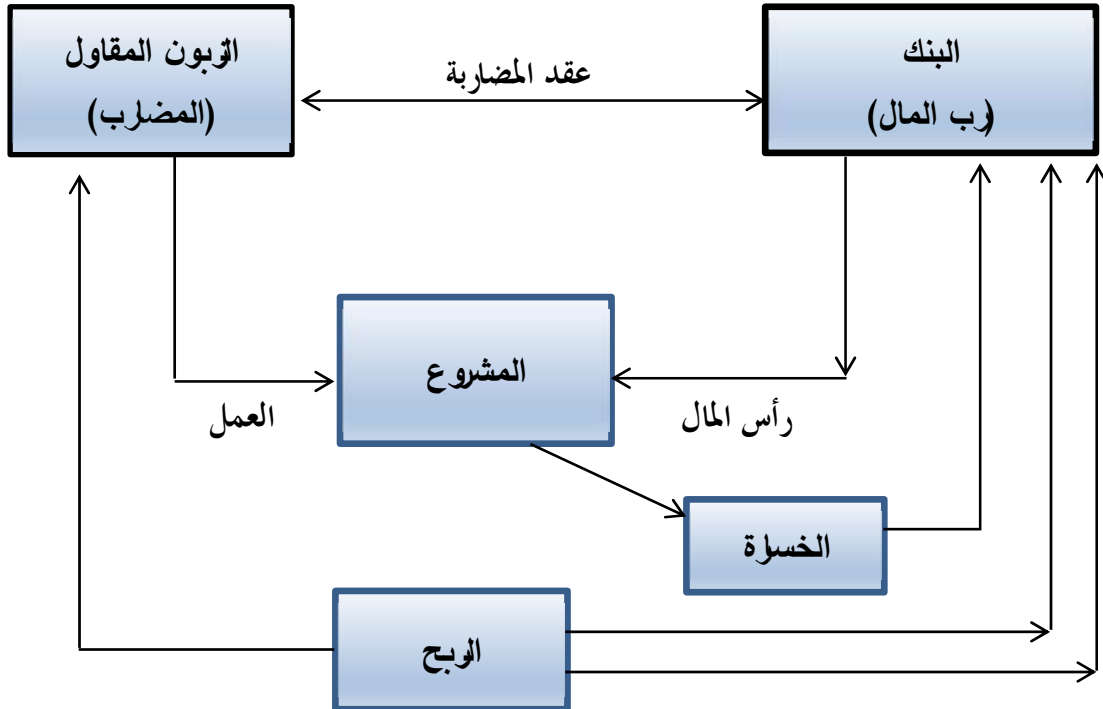 البنك
(رب المال)
عقد المضاربة
الزبون المقاول
(المضارب)
المشروع
رأس المال
العمل
الخسارة
الربح